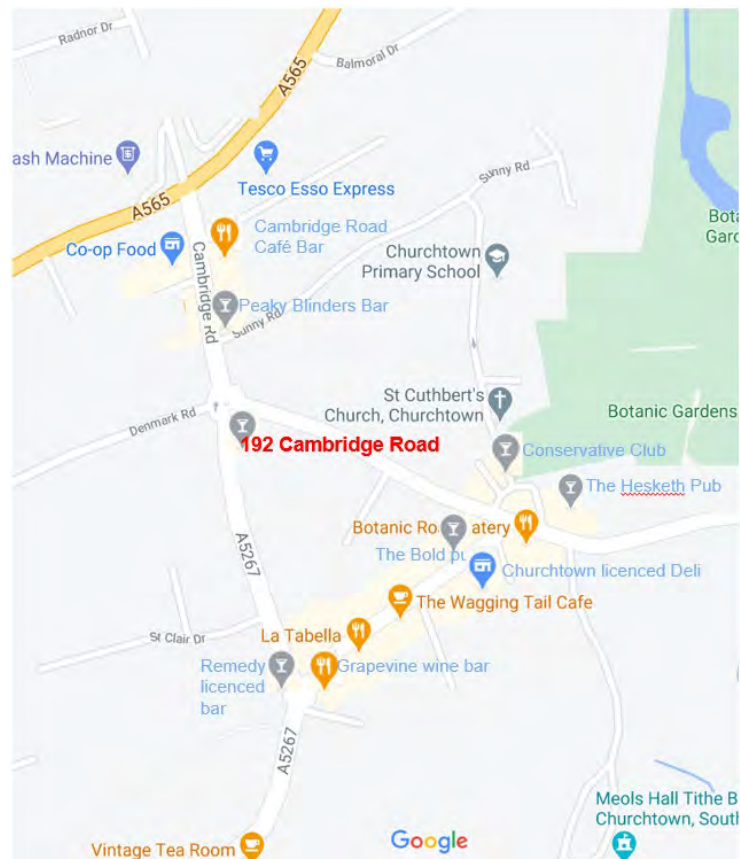 Radnor Dr
Balmoral Dr
A565
ash Machine
Tesco Esso Express
Sunny Rd
A565
Cambridge Road
Café Bar
Co-op Food
Churchtown
Primary School
Cambridge Rd
Peaky Blinders Bar
Sunny Rd
St Cuthbert's
Church, Churchtown
Denmark Rd
Botanic Gardens
192 Cambridge Road
Conservative Club
The Hesketh Pub
Botanic Ro atery
The Bold pu
Churchtown licenced Deli
A5267
The Wagging Tail Cafe
St Clair Dr
La Tabella
Remedy
licenced
bar
Grapevine wine bar
A5267
Meols Hall Tithe B
Churchtown, South
Google
Vintage Tea Room
Bota
Gard